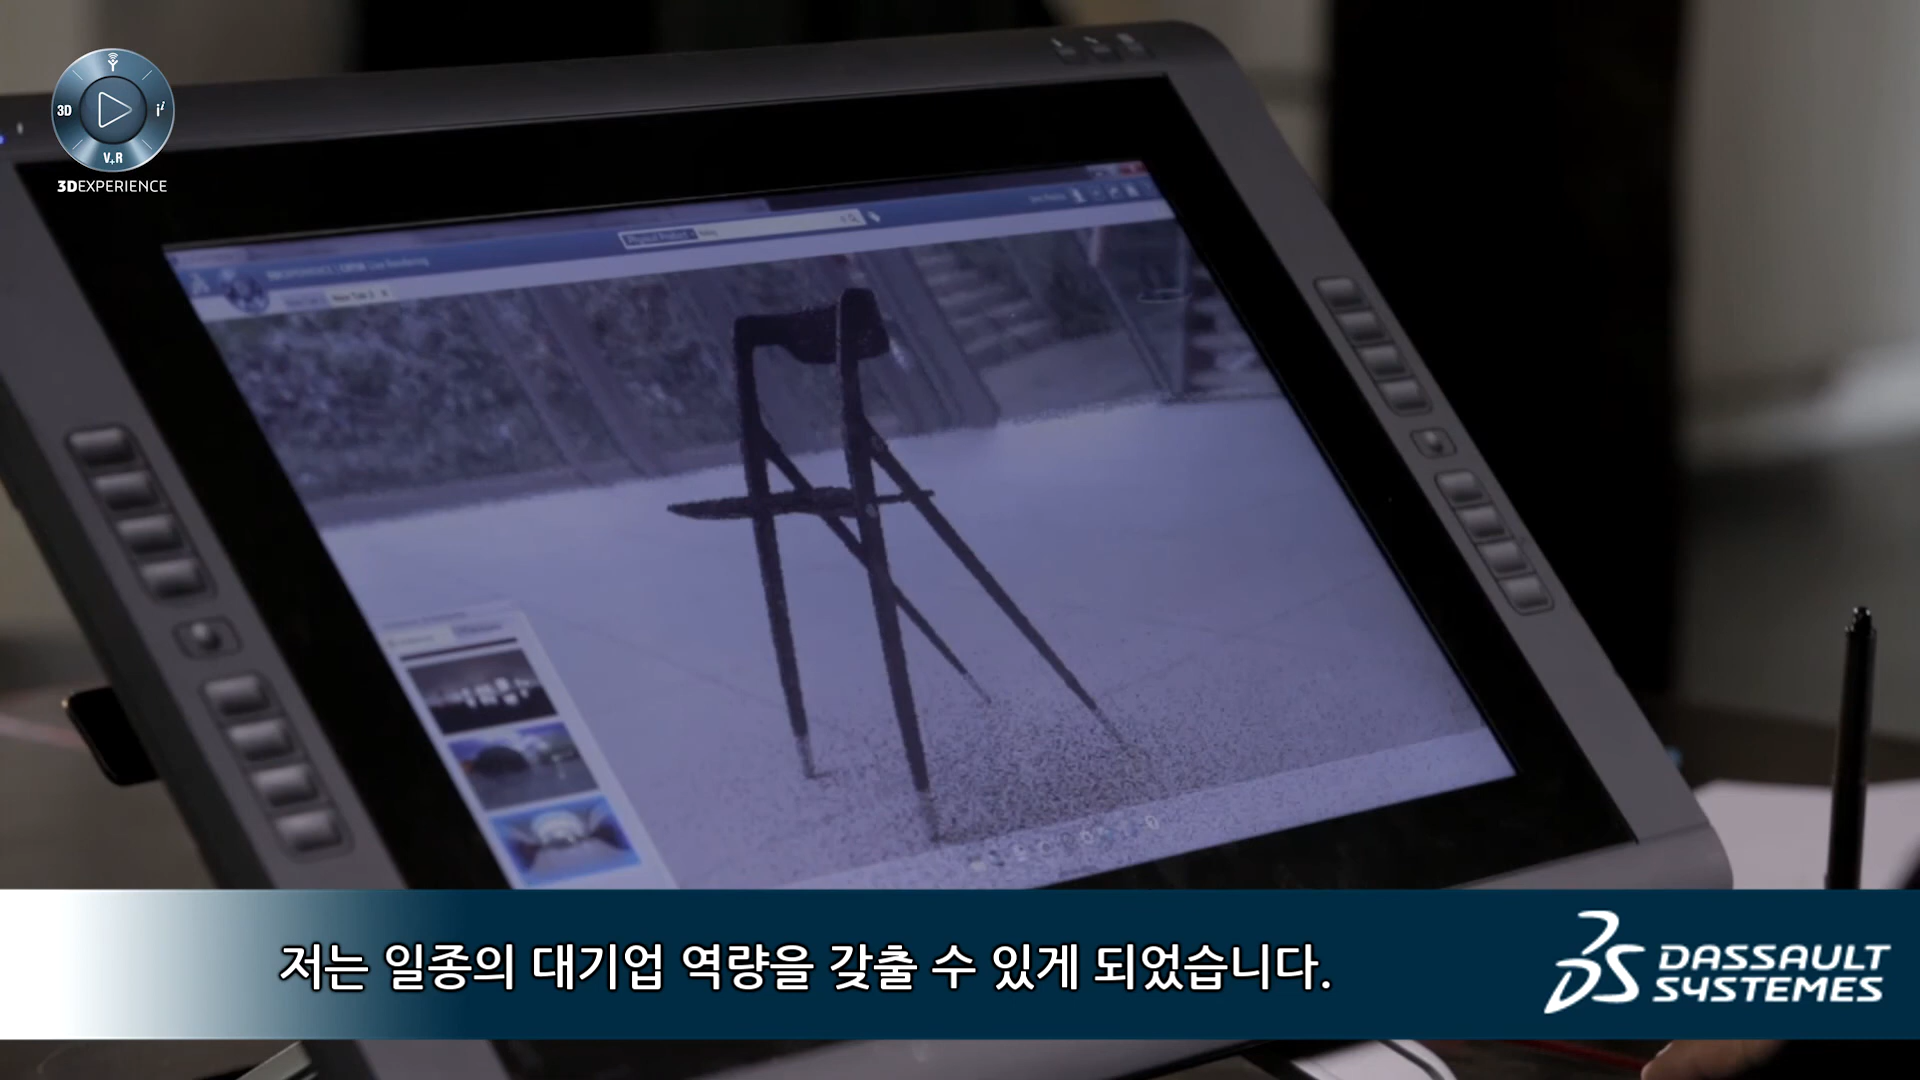 3D
i
V+R
3DEXPERIENCE
저는 일종의 대기업 역량을 갖출 수 있게 되었습니다.
DASSAULT
SYSTEMES